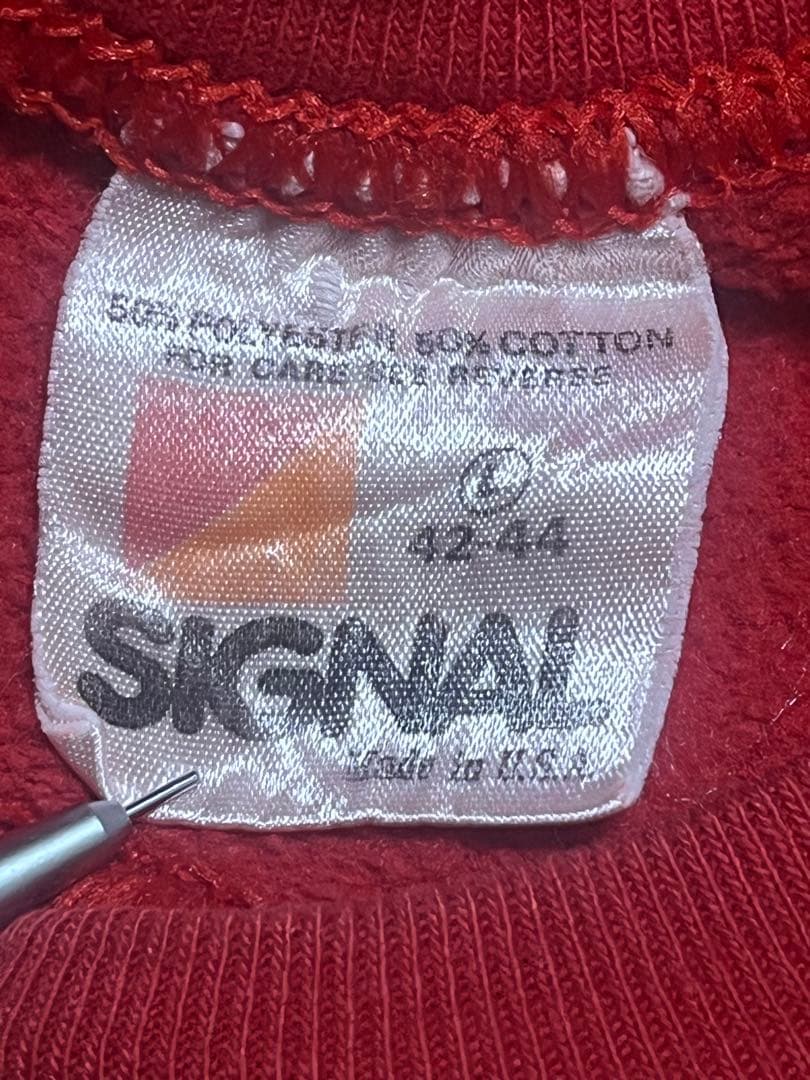 50% POLYESTER 50% COTTON
FOR CARE SEE REVERSE
L
42-44
SIGNAL
Made in U.S.A.